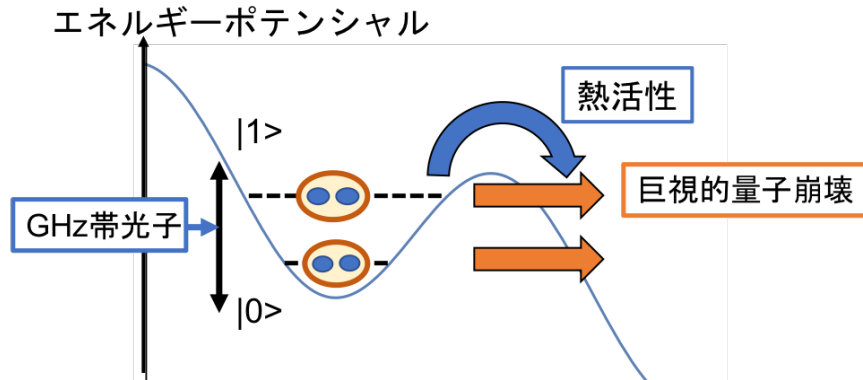 エネルギーポテンシャル
熱活性
|1>
巨視的量子崩壊
GHz帯光子
|0>